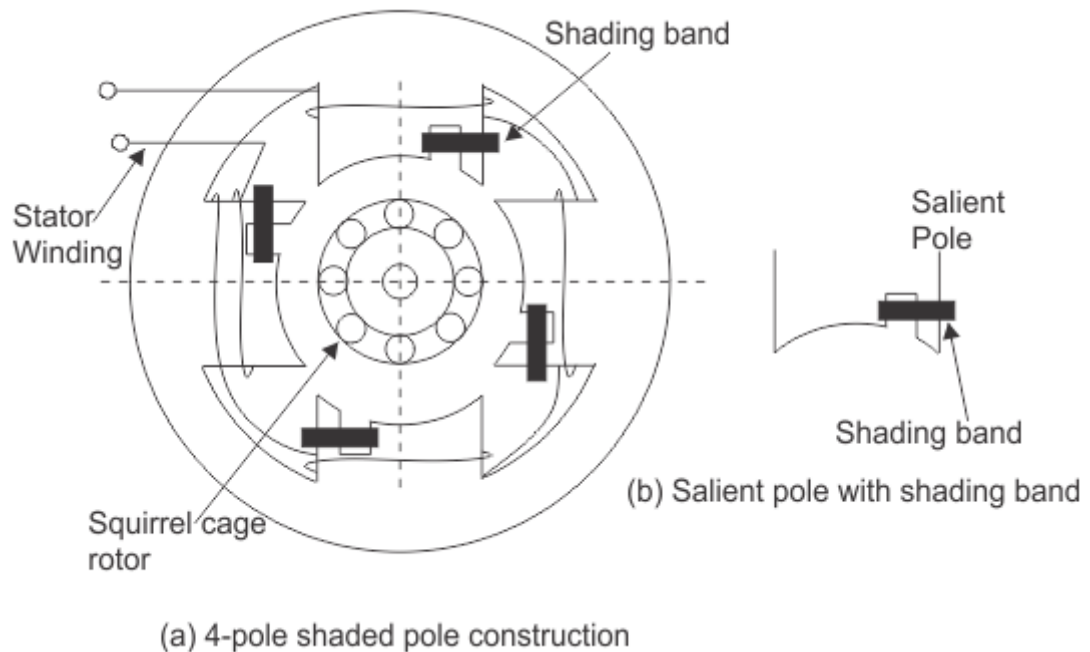 Shading band
Stator
Winding
Salient
Pole
Shading band
(b) Salient pole with shading band
Squirrel cage
rotor
(a) 4-pole shaded pole construction